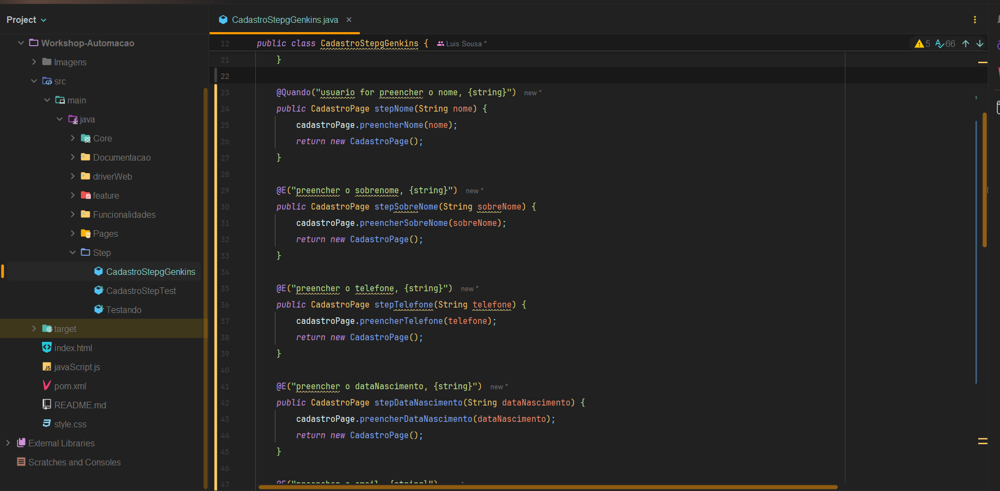 Project
Workshop-Automacao
Imagens
src
main
java
Core
Documentacao
driverWeb
feature
Funcionalidades
Pages
Step
CadastroStepgGenkins
CadastroStepTest
Testando
target
index.html
javaScript.js
pom.xml
README.md
style.css
External Libraries
Scratches and Consoles
CadastroStepgGenkins.java
12 public class CadastroStepgGenkins { Luis Sousa *
5 66
21 }
22
23 @Quando("usuario for preencher o nome, {string}") new *
24 public CadastroPage stepNome(String nome) {
25 cadastroPage.preencherNome(nome);
26 return new CadastroPage();
27 }
28
29 @E("preencher o sobrenome, {string}") new *
30 public CadastroPage stepSobreNome(String sobreNome) {
31 cadastroPage.preencherSobreNome(sobreNome);
32 return new CadastroPage();
33 }
34
35 @E("preencher o telefone, {string}") new *
36 public CadastroPage stepTelefone(String telefone) {
37 cadastroPage.preencherTelefone(telefone);
38 return new CadastroPage();
39 }
40
41 @E("preencher o dataNascimento, {string}") new *
42 public CadastroPage stepDataNascimento(String dataNascimento) {
43 cadastroPage.preencherDataNascimento(dataNascimento);
44 return new CadastroPage();
45 }
46
47 @E("preencher o email, {string}")